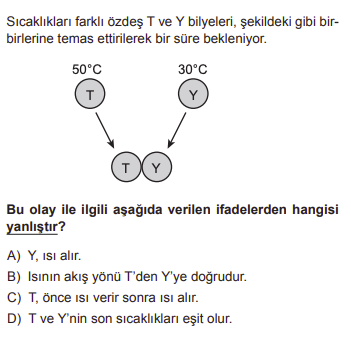 Sıcaklıkları farklı özdeş T ve Y bilyeleri, şekildeki gibi bir-
birlerine temas ettirilerek bir süre bekleniyor.
50°C 30°C
T Y
T Y
Bu olay ile ilgili aşağıda verilen ifadelerden hangisi
yanlıştır?
A) Y, ısı alır.
B) Isının akış yönü T'den Y'ye doğrudur.
C) T, önce ısı verir sonra ısı alır.
D) T ve Y'nin son sıcaklıkları eşit olur.